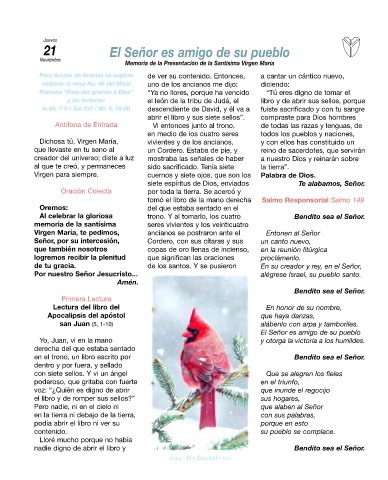 Jueves
21
Noviembre
El Señor es amigo de su pueblo
Memoria de la Presentación de la Santísima Virgen María
Para Acción de Gracias se sugiere
celebrar la misa No. 49 del Misal
Romano "Para dar gracias a Dios"
y las lecturas:
Is 63, 7-9 / Sal 137 / Mc 5, 18-20
Antífona de Entrada
Dichosa tú, Virgen María,
que llevaste en tu seno al
creador del universo; diste a luz
al que te creó, y permaneces
Virgen para siempre.
Oración Colecta
Oremos:
Al celebrar la gloriosa
memoria de la santísima
Virgen María, te pedimos,
Señor, por su intercesión,
que también nosotros
logremos recibir la plenitud
de tu gracia.
Por nuestro Señor Jesucristo...
Amén.
Primera Lectura
Lectura del libro del
Apocalipsis del apóstol
san Juan (5, 1-10)
Yo, Juan, vi en la mano
derecha del que estaba sentado
en el trono, un libro escrito por
dentro y por fuera, y sellado
con siete sellos. Y vi un ángel
poderoso, que gritaba con fuerte
voz: "¿Quién es digno de abrir
el libro y de romper sus sellos?"
Pero nadie, ni en el cielo ni
en la tierra ni debajo de la tierra,
podía abrir el libro ni ver su
contenido.
Lloré mucho porque no había
nadie digno de abrir el libro y
de ver su contenido. Entonces,
uno de los ancianos me dijo:
"Ya no llores, porque ha vencido
el león de la tribu de Judá, el
descendiente de David, y él va a
abrir el libro y sus siete sellos".
Vi entonces junto al trono,
en medio de los cuatro seres
vivientes y de los ancianos,
un Cordero. Estaba de pie, y
mostraba las señales de haber
sido sacrificado. Tenía siete
cuernos y siete ojos, que son los
siete espíritus de Dios, enviados
por toda la tierra. Se acercó y
tomó el libro de la mano derecha
del que estaba sentado en el
trono. Y al tomarlo, los cuatro
seres vivientes y los veinticuatro
ancianos se postraron ante el
Cordero, con sus cítaras y sus
copas de oro llenas de incienso,
que significan las oraciones
de los santos. Y se pusieron
a cantar un cántico nuevo,
diciendo:
"Tú eres digno de tomar el
libro y de abrir sus sellos, porque
fuiste sacrificado y con tu sangre
compraste para Dios hombres
de todas las razas y lenguas, de
todos los pueblos y naciones,
y con ellos has constituido un
reino de sacerdotes, que servirán
a nuestro Dios y reinarán sobre
la tierra".
Palabra de Dios.
Te alabamos, Señor.
Salmo Responsorial Salmo 149
Bendito sea el Señor.
Entonen al Señor
un canto nuevo,
en la reunión litúrgica
proclámenlo.
En su creador y rey, en el Señor,
alégrese Israel, su pueblo santo.
Bendito sea el Señor.
En honor de su nombre,
que haya danzas,
alábenlo con arpa y tamboriles.
El Señor es amigo de su pueblo
y otorga la victoria a los humildes.
Bendito sea el Señor.
Que se alegren los fieles
en el triunfo,
que inunde el regocijo
sus hogares,
que alaben al Señor
con sus palabras,
porque en esto
su pueblo se complace.
Bendito sea el Señor.